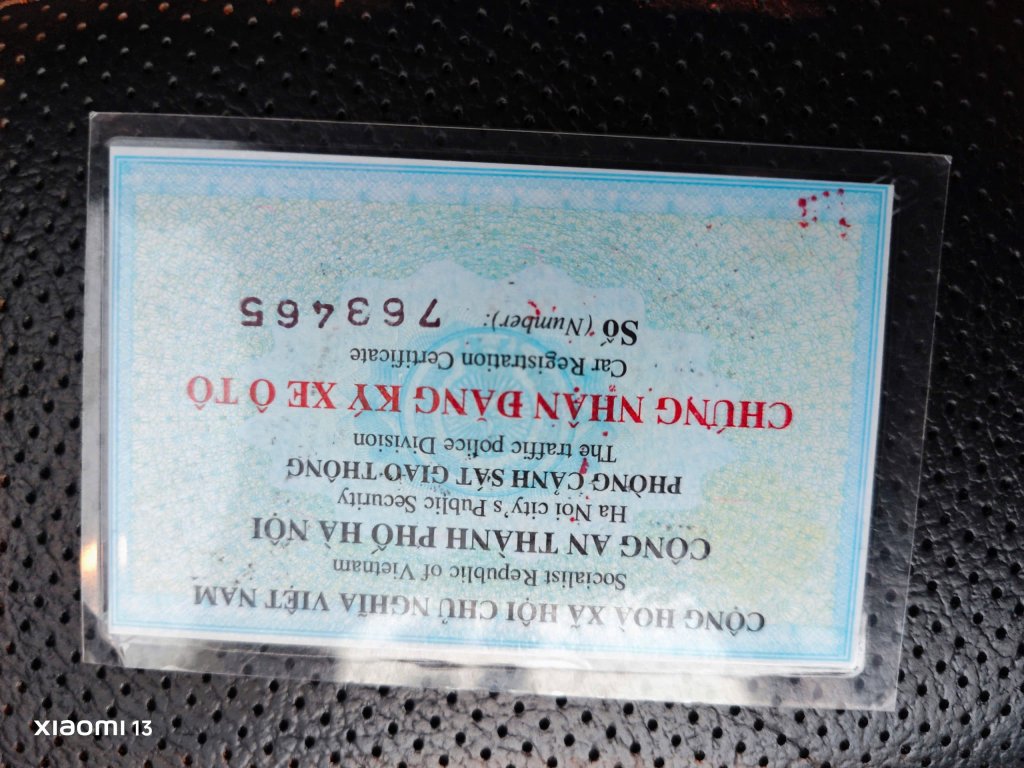 CỘNG HOÀ XÃ HỘI CHỦ NGHĨA VIỆT NAM
Socialist Republic of Vietnam
CÔNG AN THÀNH PHỐ HÀ NỘI
Ha Noi city's Public Security
PHÒNG CẢNH SÁT GIAO THÔNG
The traffic police Division
CHỨNG NHẬN ĐĂNG KÝ XE Ô TÔ
Car Registration Certificate
Số (Number): 763465
XIAOMI 13